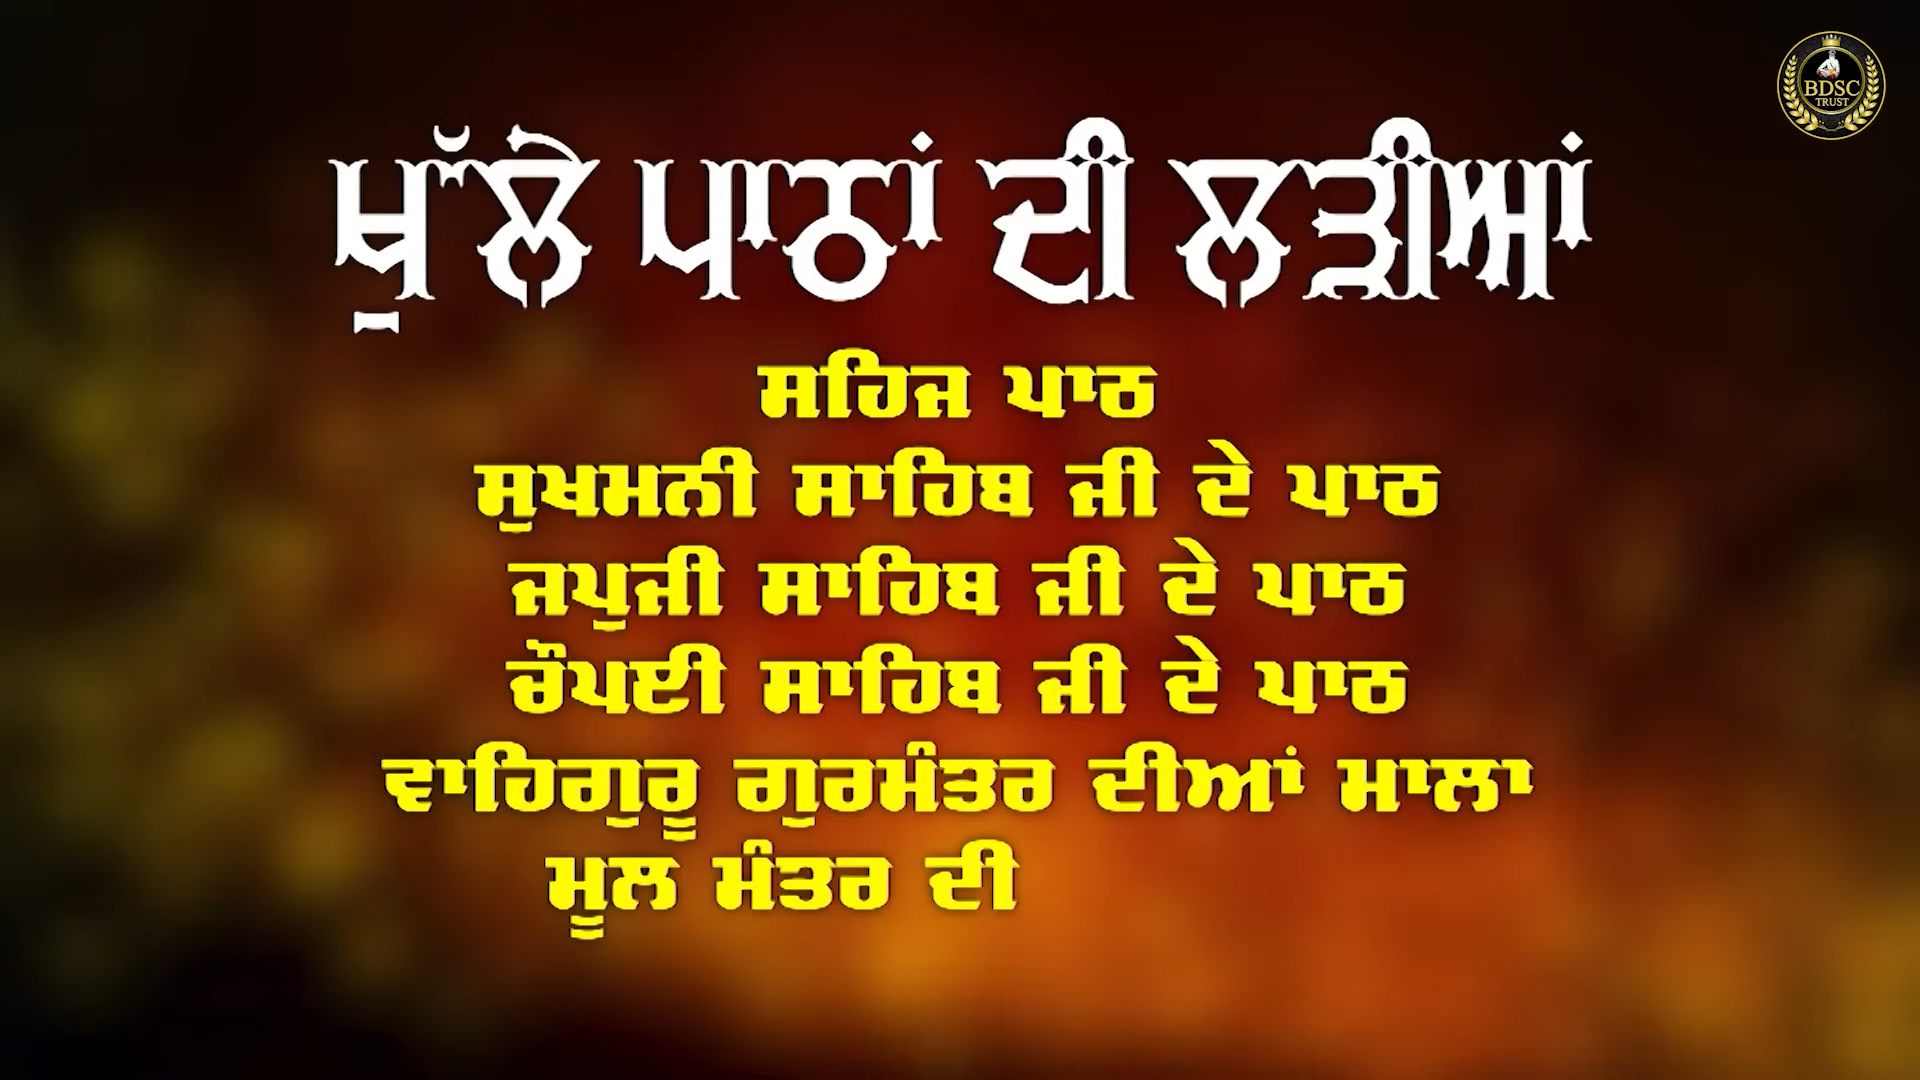 BDSC
TRUST
ਖੁੱਲੇ ਪਾਠਾਂ ਦੀ ਲੜੀਆਂ
ਸਹਿਜ ਪਾਠ
ਸੁਖਮਨੀ ਸਾਹਿਬ ਜੀ ਦੇ ਪਾਠ
ਜਪੁਜੀ ਸਾਹਿਬ ਜੀ ਦੇ ਪਾਠ
ਚੌਪਈ ਸਾਹਿਬ ਜੀ ਦੇ ਪਾਠ
ਵਾਹਿਗੁਰੂ ਗੁਰਮੰਤਰ ਦੀਆਂ ਮਾਲਾ
ਮੂਲ ਮੰਤਰ ਦੀ